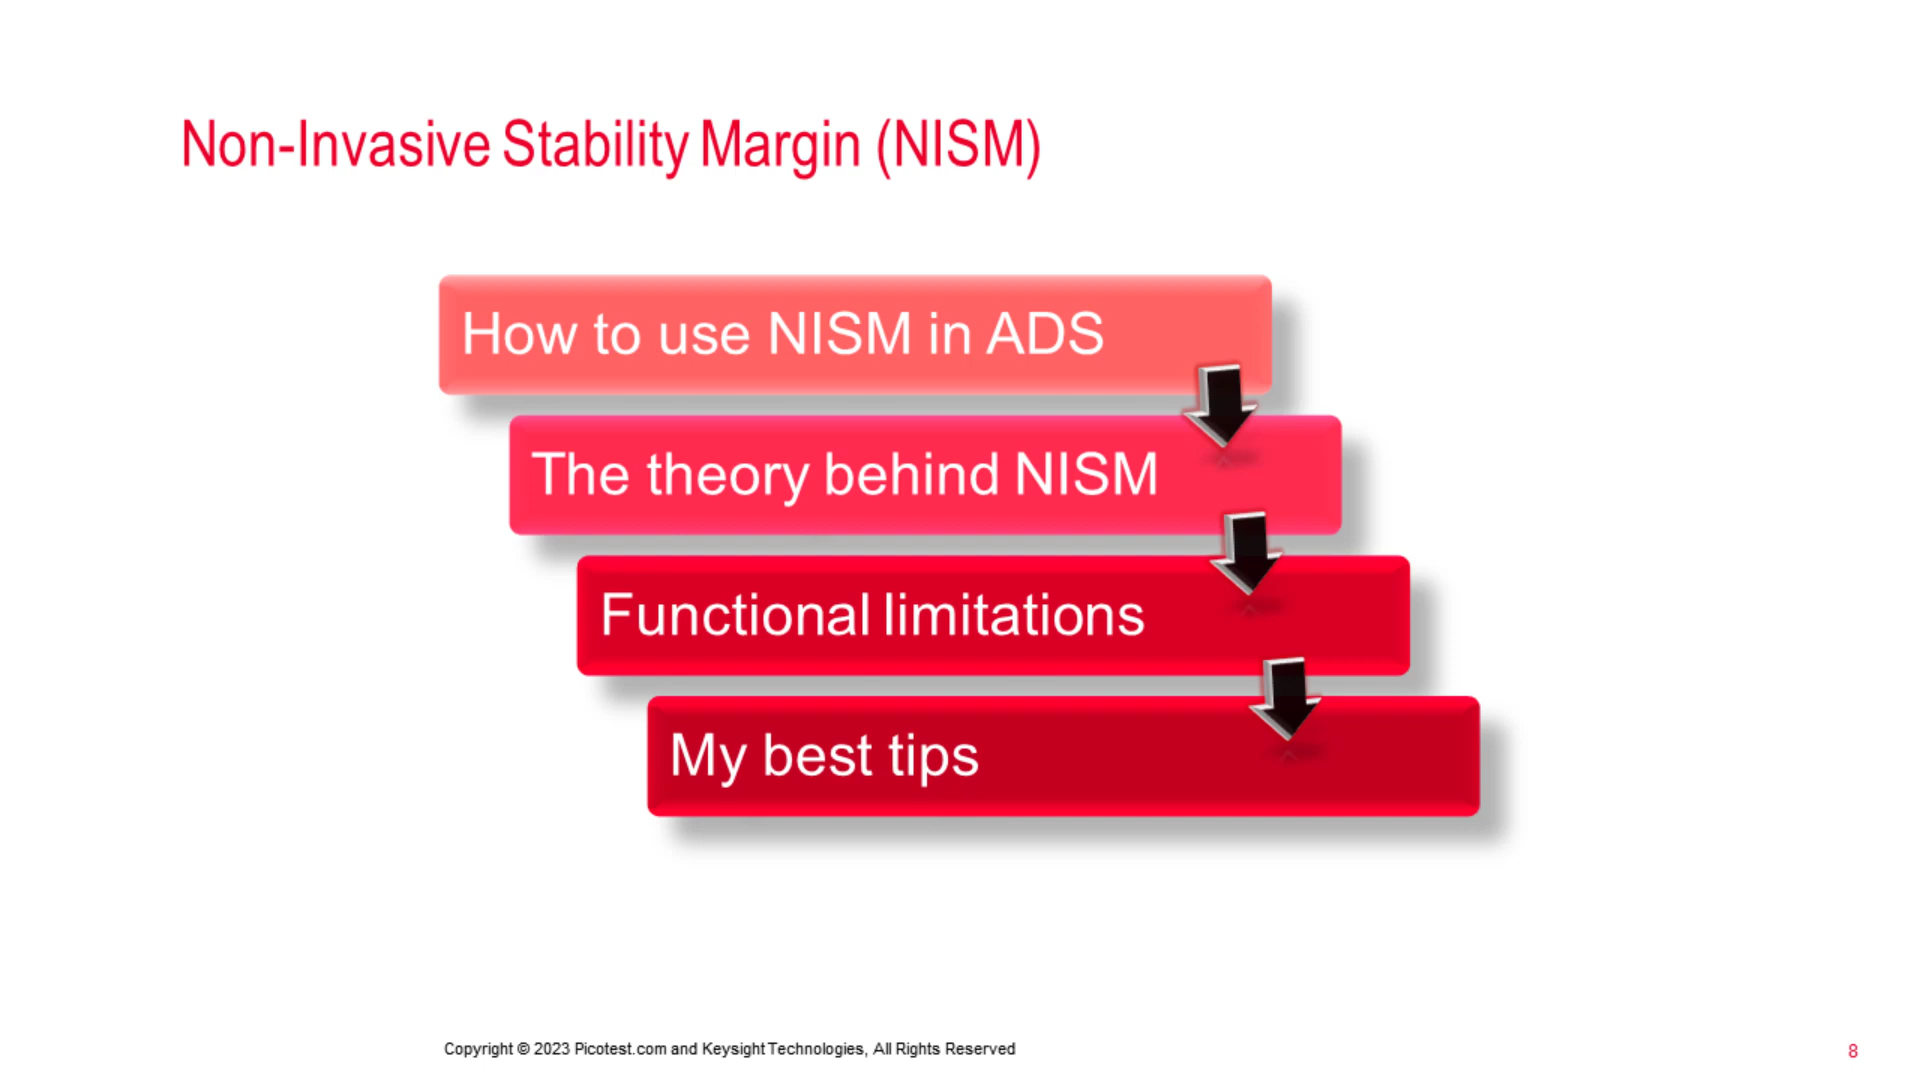 Non-Invasive Stability Margin (NISM)
How to use NISM in ADS
The theory behind NISM
Functional limitations
My best tips
Copyright © 2023 Picotest.com and Keysight Technologies, All Rights Reserved
8